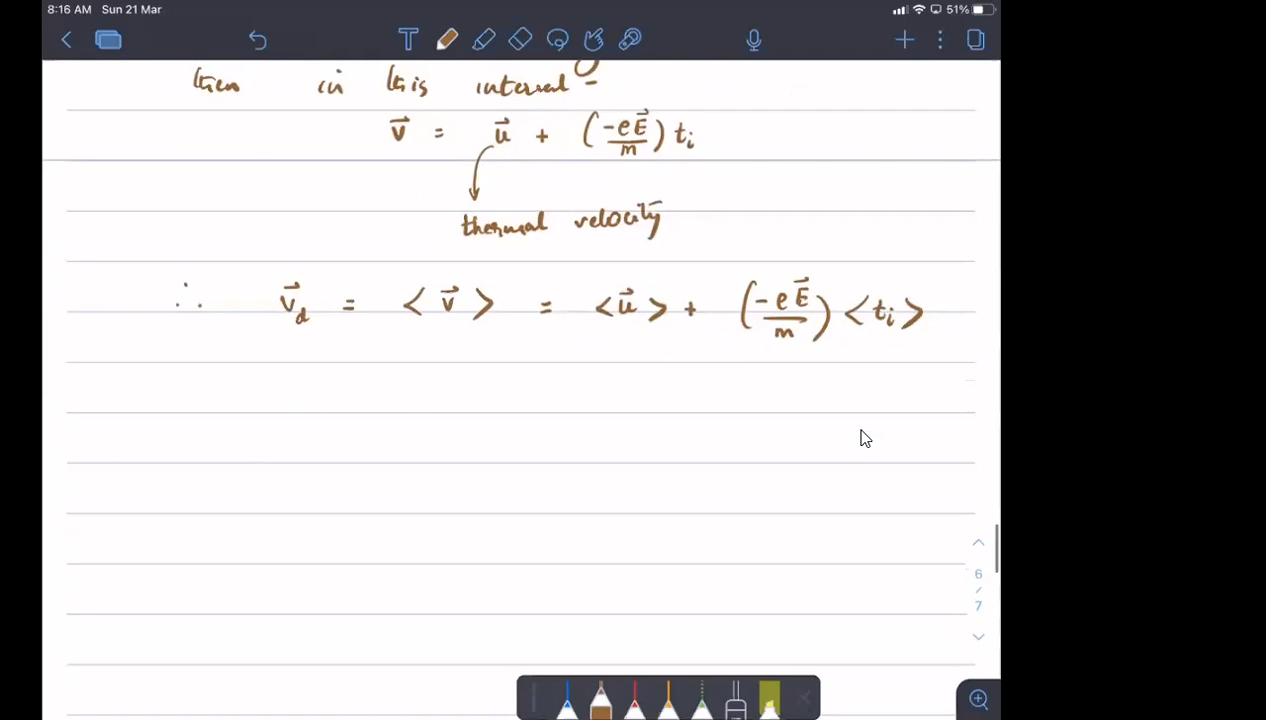 8:16 AM Sun 21 Mar 51%
then in this interval -
v⃗ = u⃗ + (-eE⃗/m) tᵢ
thermal velocity
∴ v⃗_d = < v⃗ > = < u⃗ > + (-eE⃗/m) < tᵢ >
6
/
7